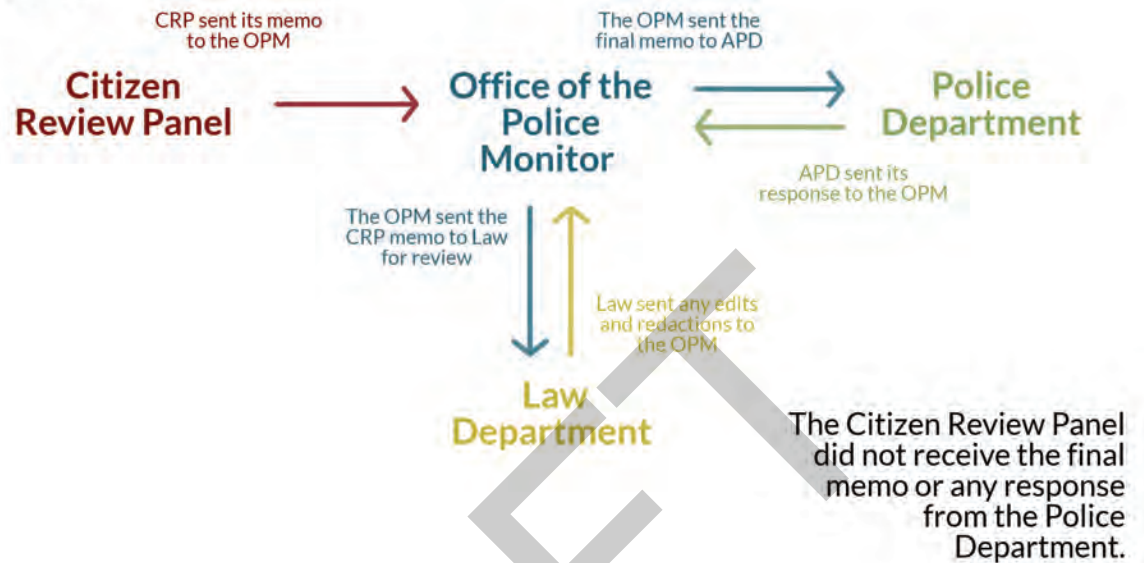 CRP sent its memo
to the OPM
The OPM sent the
final memo to APD
Citizen
Review Panel
Office of the
Police
Monitor
Police
Department
APD sent its
response to the OPM
The OPM sent the
CRP memo to Law
for review
Law sent any edits
and redactions to
the OPM
Law
Department
The Citizen Review Panel
did not receive the final
memo or any response
from the Police
Department.